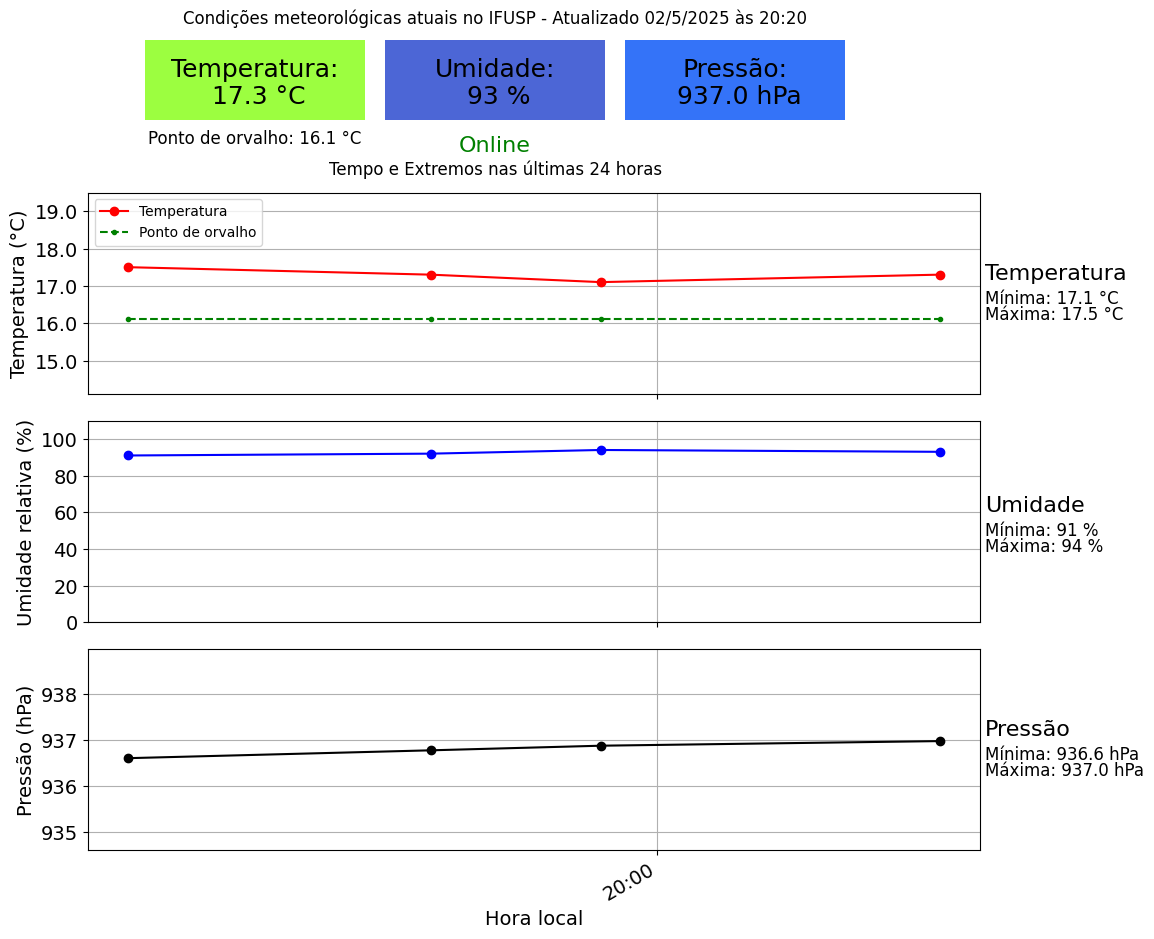 Condições meteorológicas atuais no IFUSP - Atualizado 02/5/2025 às 20:20
Temperatura:
17.3 °C
Umidade:
93 %
Pressão:
937.0 hPa
Ponto de orvalho: 16.1 °C
Online
Tempo e Extremos nas últimas 24 horas
Temperatura (°C)
19.0
18.0
17.0
16.0
15.0
Temperatura
Ponto de orvalho
Temperatura
Mínima: 17.1 °C
Máxima: 17.5 °C
Umidade relativa (%)
100
80
60
40
20
0
Umidade
Mínima: 91 %
Máxima: 94 %
Pressão (hPa)
938
937
936
935
Pressão
Mínima: 936.6 hPa
Máxima: 937.0 hPa
20:00
Hora local